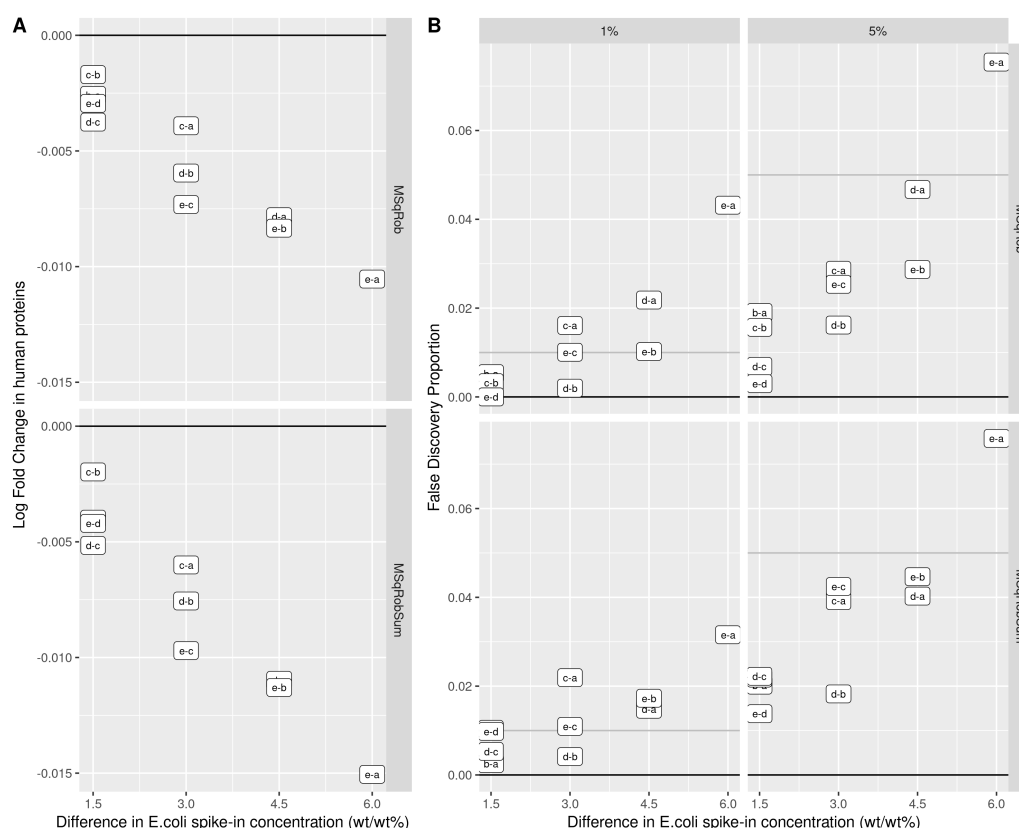 A
0.000
c-b
e-d
d-c
c-a
d-b
e-c
d-a
e-b
e-a
-0.005
-0.010
-0.015
MSqRob
0.000
c-b
e-d
d-c
c-a
d-b
e-c
e-b
e-a
-0.005
-0.010
-0.015
MSqRobSum
1.5 3.0 4.5 6.0
Log Fold Change in human proteins
Difference in E.coli spike-in concentration (wt/wt%)
B
1% 5%
0.06
0.04
0.02
0.00
e-a
d-a
c-a
e-c
e-b
c-b
d-b
e-d
e-a
d-a
c-a
e-b
e-c
b-a
c-b
d-b
d-c
e-d
0.06
0.04
0.02
0.00
e-a
c-a
e-b
d-a
e-c
e-d
d-c
d-b
b-a
e-a
e-b
e-c
d-a
c-a
d-c
b-a
d-b
e-d
1.5 3.0 4.5 6.0 1.5 3.0 4.5 6.0
False Discovery Proportion
Difference in E.coli spike-in concentration (wt/wt%)